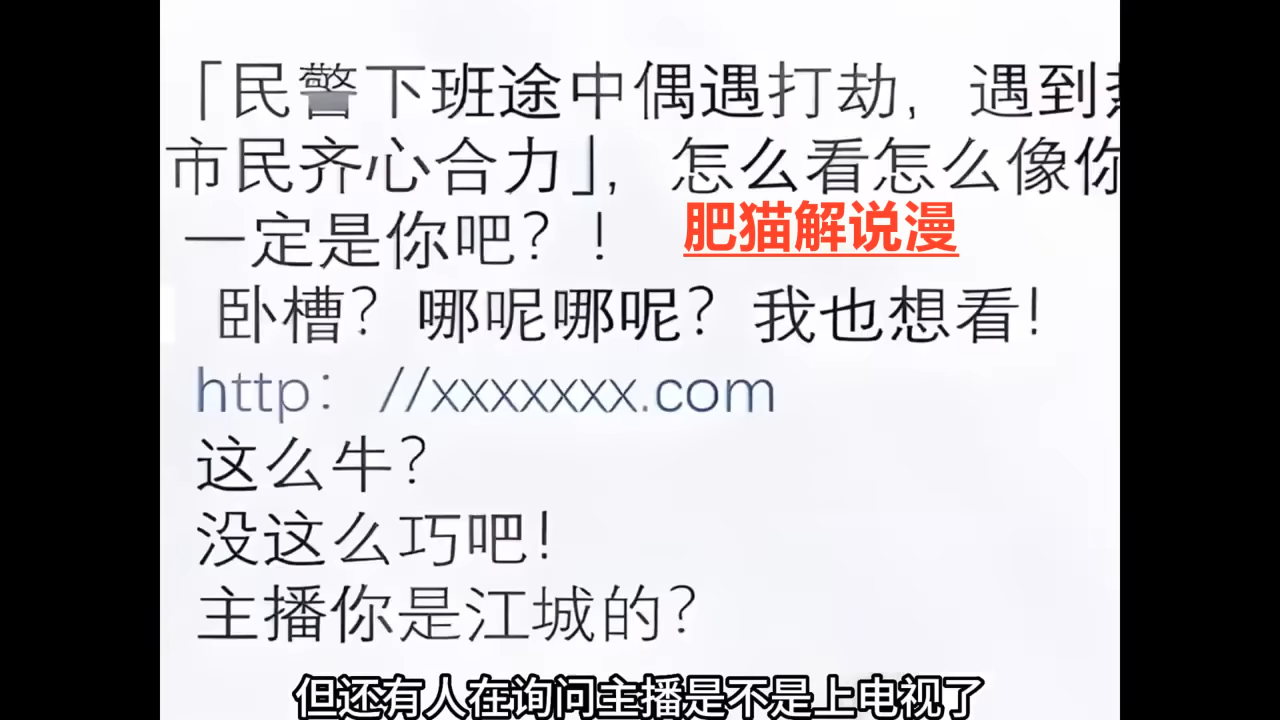 「民警下班途中偶遇打劫，遇到
市民齐心合力」，怎么看怎么像你
一定是你吧？！
肥猫解说漫
卧槽？哪呢哪呢？我也想看!
http：//xxxxxxx.com
这么牛？
没这么巧吧!
主播你是江城的？
但还有人在询问主播是不是上电视了